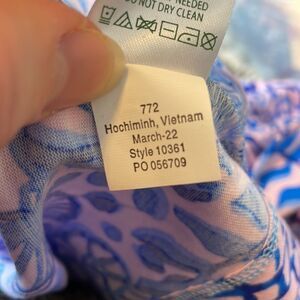 NEEDED
DO NOT DRY CLEAN
772
Hochiminh, Vietnam
March-22
Style 10361
PO 056709